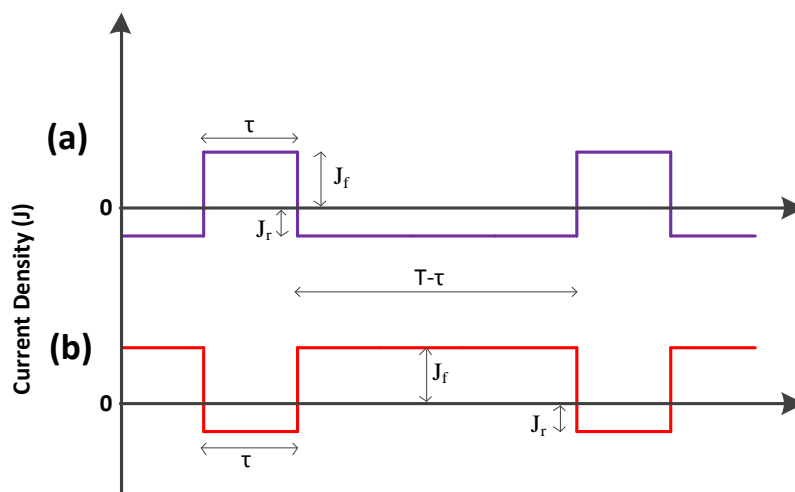 τ
(a)
J_f
0
J_r
T-τ
Current Density (J)
(b)
J_f
0
J_r
τ